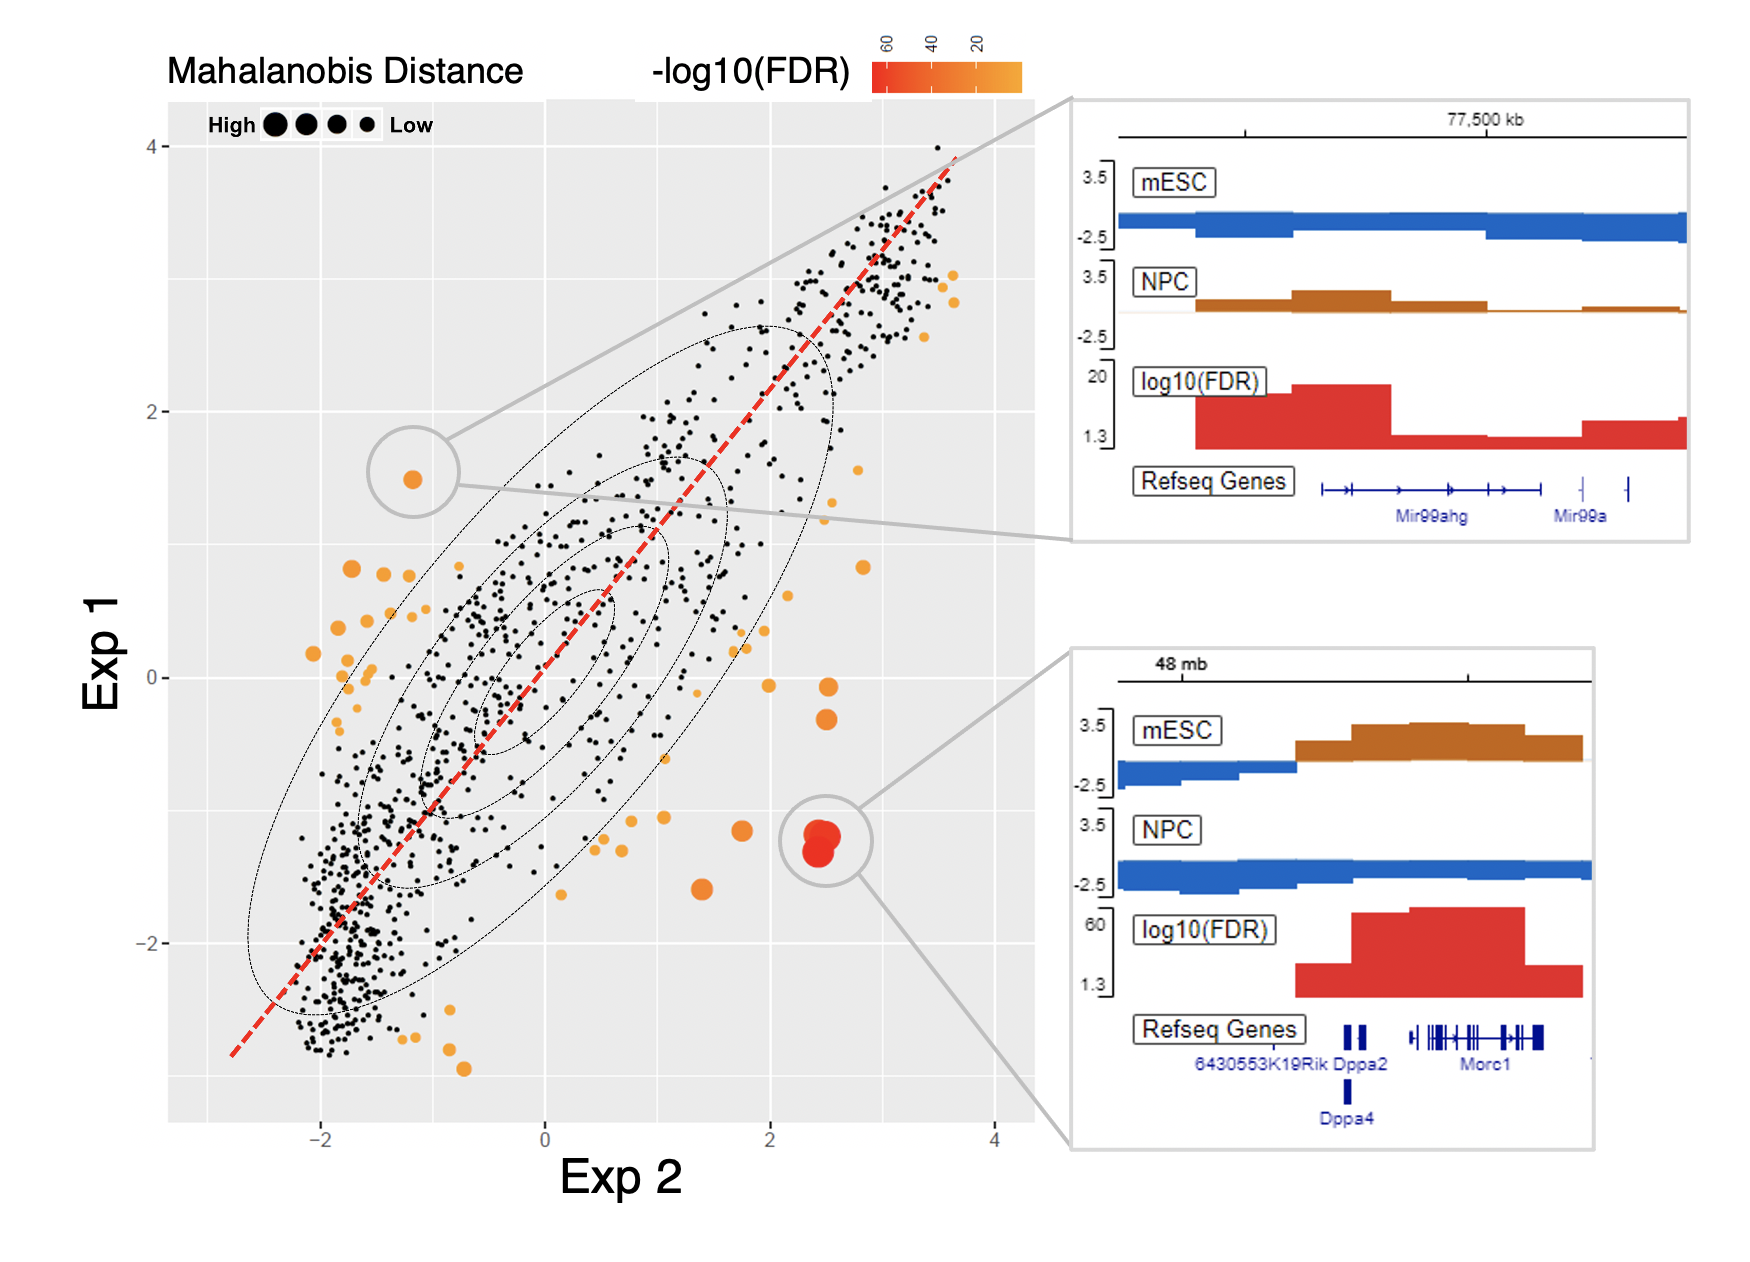 Mahalanobis Distance
-log10(FDR)
60 40 20
High Low
4
2
0
−2
Exp 1
−2 0 2 4
Exp 2
77,500 kb
3.5
mESC
-2.5
3.5
NPC
-2.5
20
log10(FDR)
1.3
Refseq Genes
Mir99ahg Mir99a
48 mb
3.5
mESC
-2.5
3.5
NPC
-2.5
60
log10(FDR)
1.3
Refseq Genes
6430553K19Rik Dppa2 Morc1
Dppa4